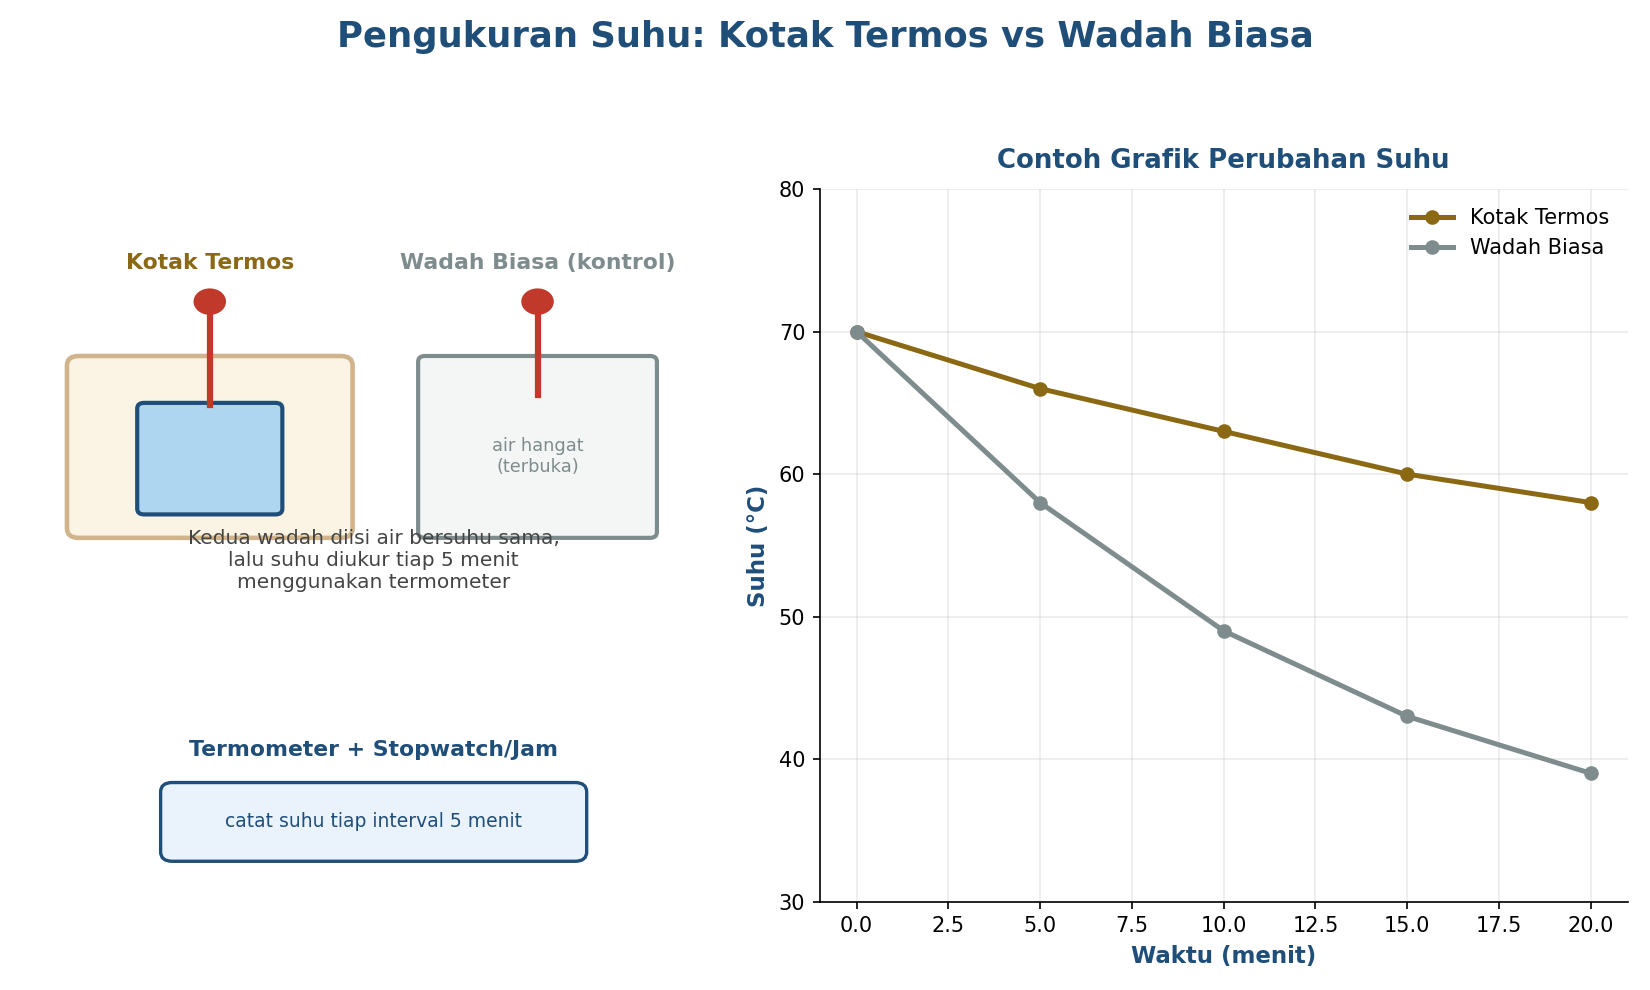 Pengukuran Suhu: Kotak Termos vs Wadah Biasa
Kotak Termos
Wadah Biasa (kontrol)
air hangat
(terbuka)
Kedua wadah diisi air bersuhu sama,
lalu suhu diukur tiap 5 menit
menggunakan termometer
Termometer + Stopwatch/Jam
catat suhu tiap interval 5 menit
Contoh Grafik Perubahan Suhu
Kotak Termos
Wadah Biasa
Suhu (°C)
80
70
60
50
40
30
0.0 2.5 5.0 7.5 10.0 12.5 15.0 17.5 20.0
Waktu (menit)